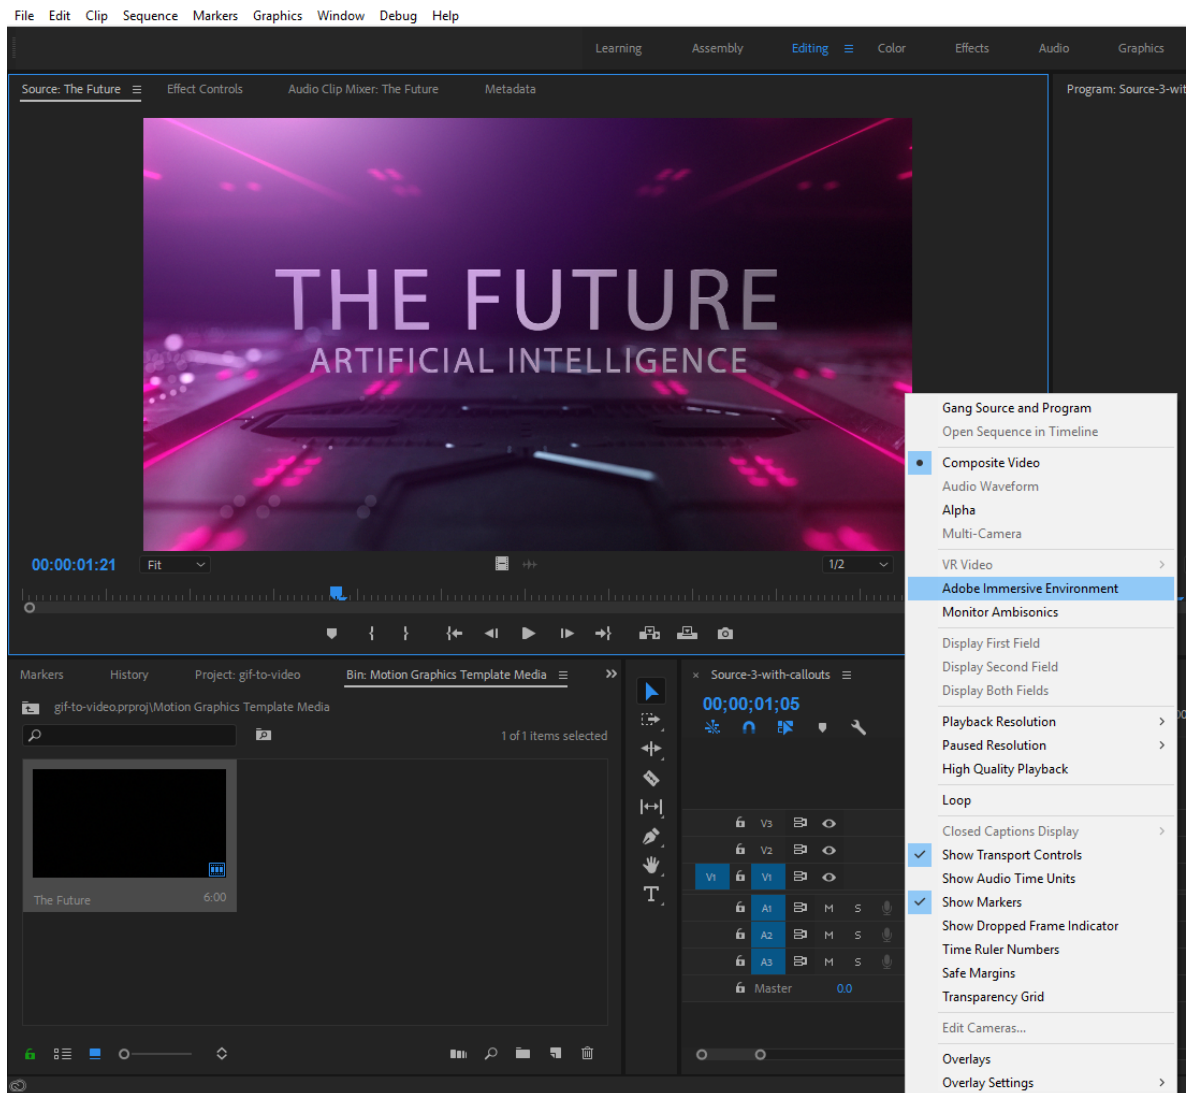 File Edit Clip Sequence Markers Graphics Window Debug Help
Learning Assembly Editing Color Effects Audio Graphics
Source: The Future Effect Controls Audio Clip Mixer: The Future Metadata
Program: Source-3-wit
THE FUTURE
ARTIFICIAL INTELLIGENCE
00:00:01:21 Fit 1/2
Gang Source and Program
Open Sequence in Timeline
Composite Video
Audio Waveform
Alpha
Multi-Camera
VR Video
Adobe Immersive Environment
Monitor Ambisonics
Display First Field
Display Second Field
Display Both Fields
Playback Resolution
Paused Resolution
High Quality Playback
Loop
Closed Captions Display
Show Transport Controls
Show Audio Time Units
Show Markers
Show Dropped Frame Indicator
Time Ruler Numbers
Safe Margins
Transparency Grid
Edit Cameras...
Overlays
Overlay Settings
Markers History Project: gif-to-video Bin: Motion Graphics Template Media
gif-to-video.prproj\Motion Graphics Template Media
1 of 1 items selected
The Future 6:00
Source-3-with-callouts
00;00;01;05
V3
V2
V1 V1
A1 M S
A2 M S
A3 M S
Master 0.0